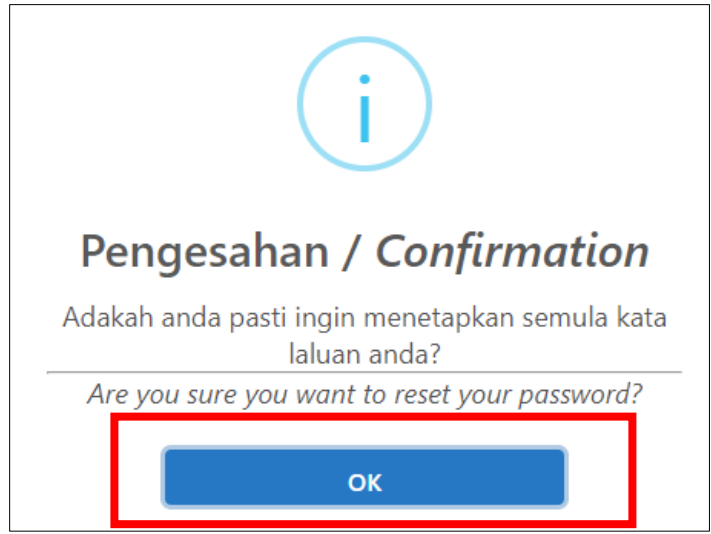 Pengesahan / Confirmation
Adakah anda pasti ingin menetapkan semula kata
laluan anda?
Are you sure you want to reset your password?
OK